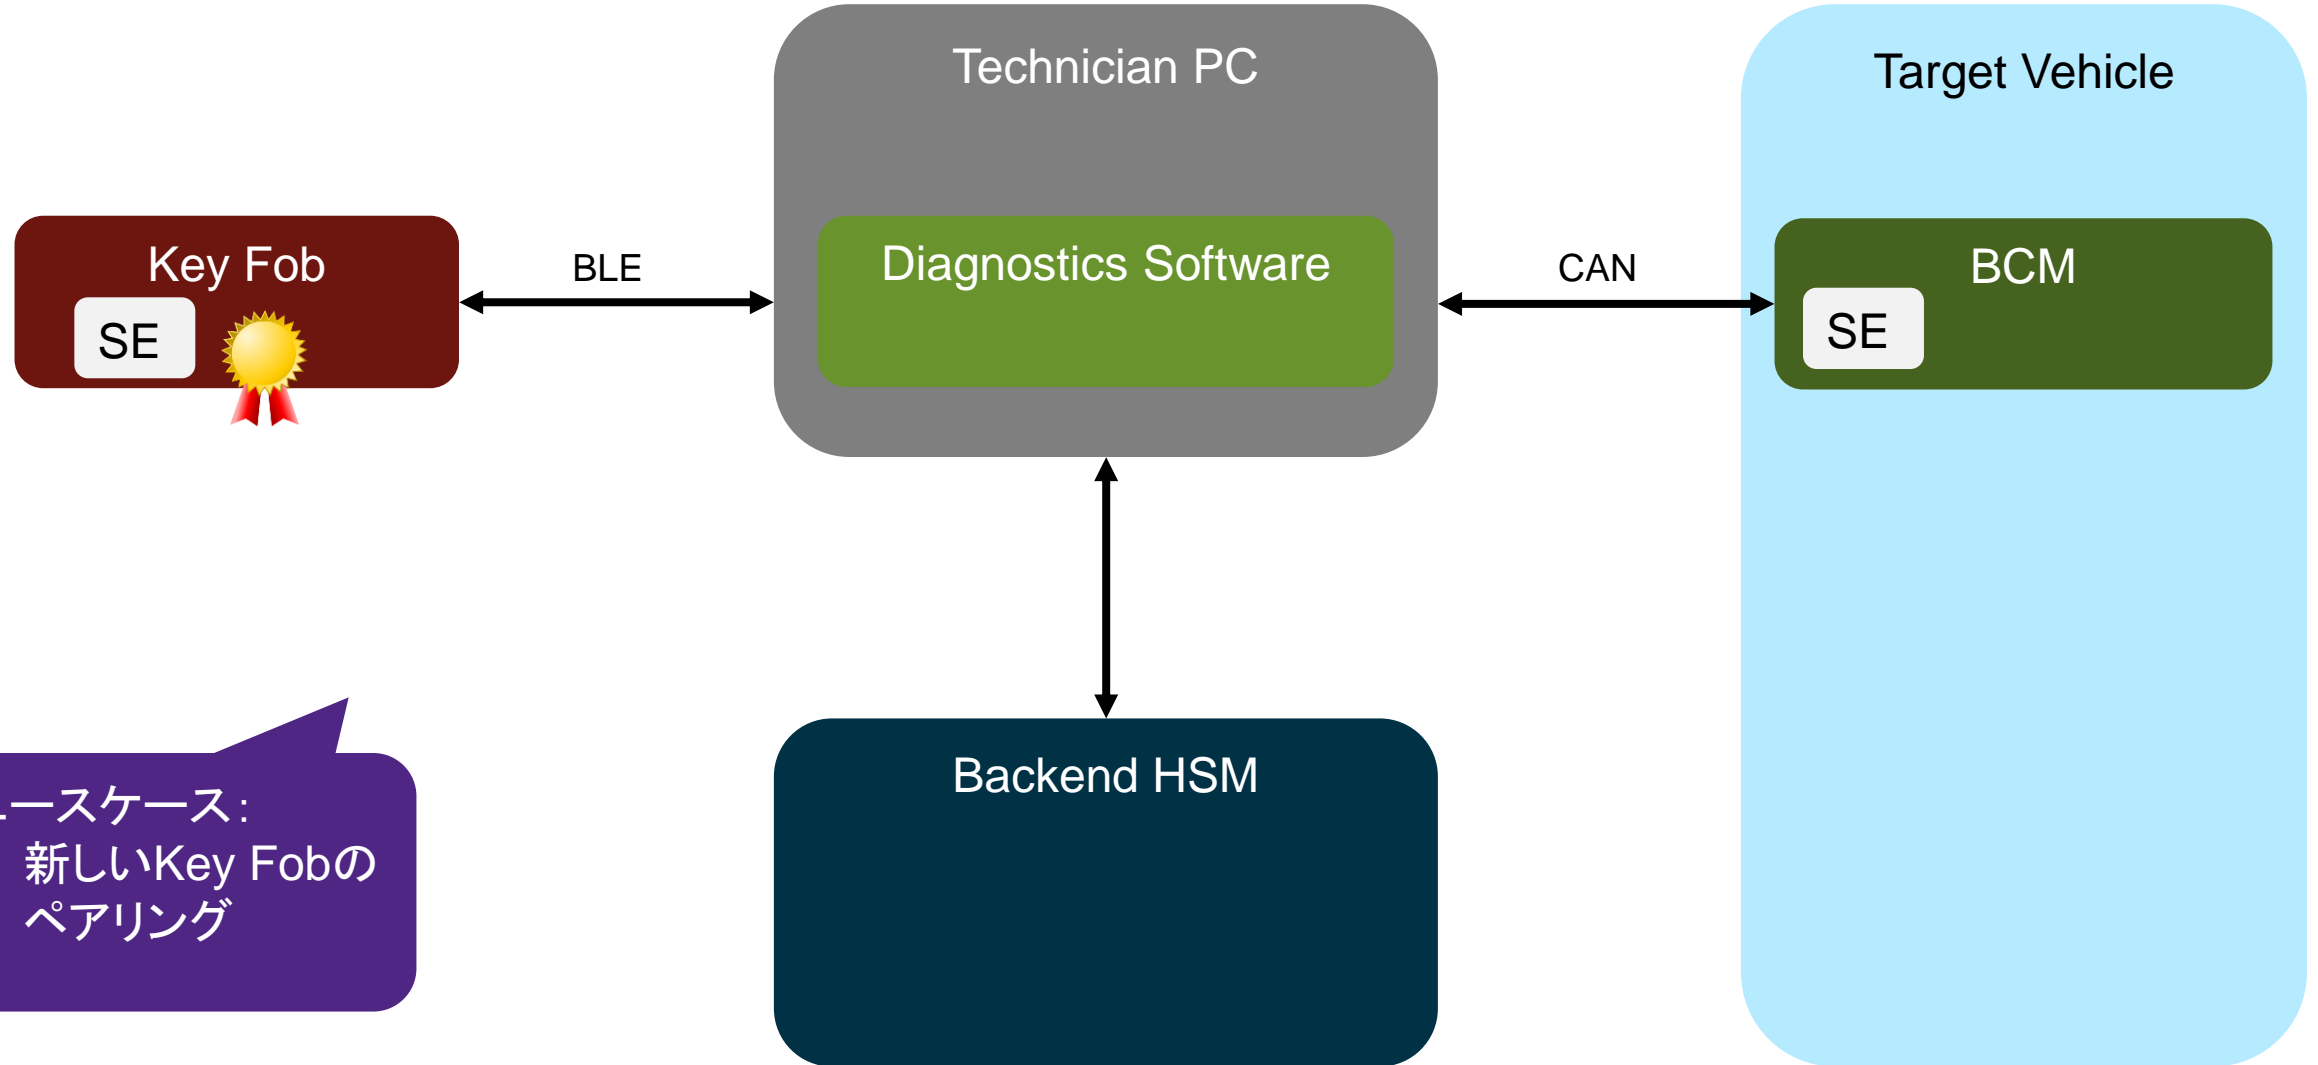 Technician PC
Target Vehicle
Key Fob
SE
BLE
Diagnostics Software
CAN
BCM
SE
Backend HSM
ースケース:
新しいKey Fobの
ペアリング